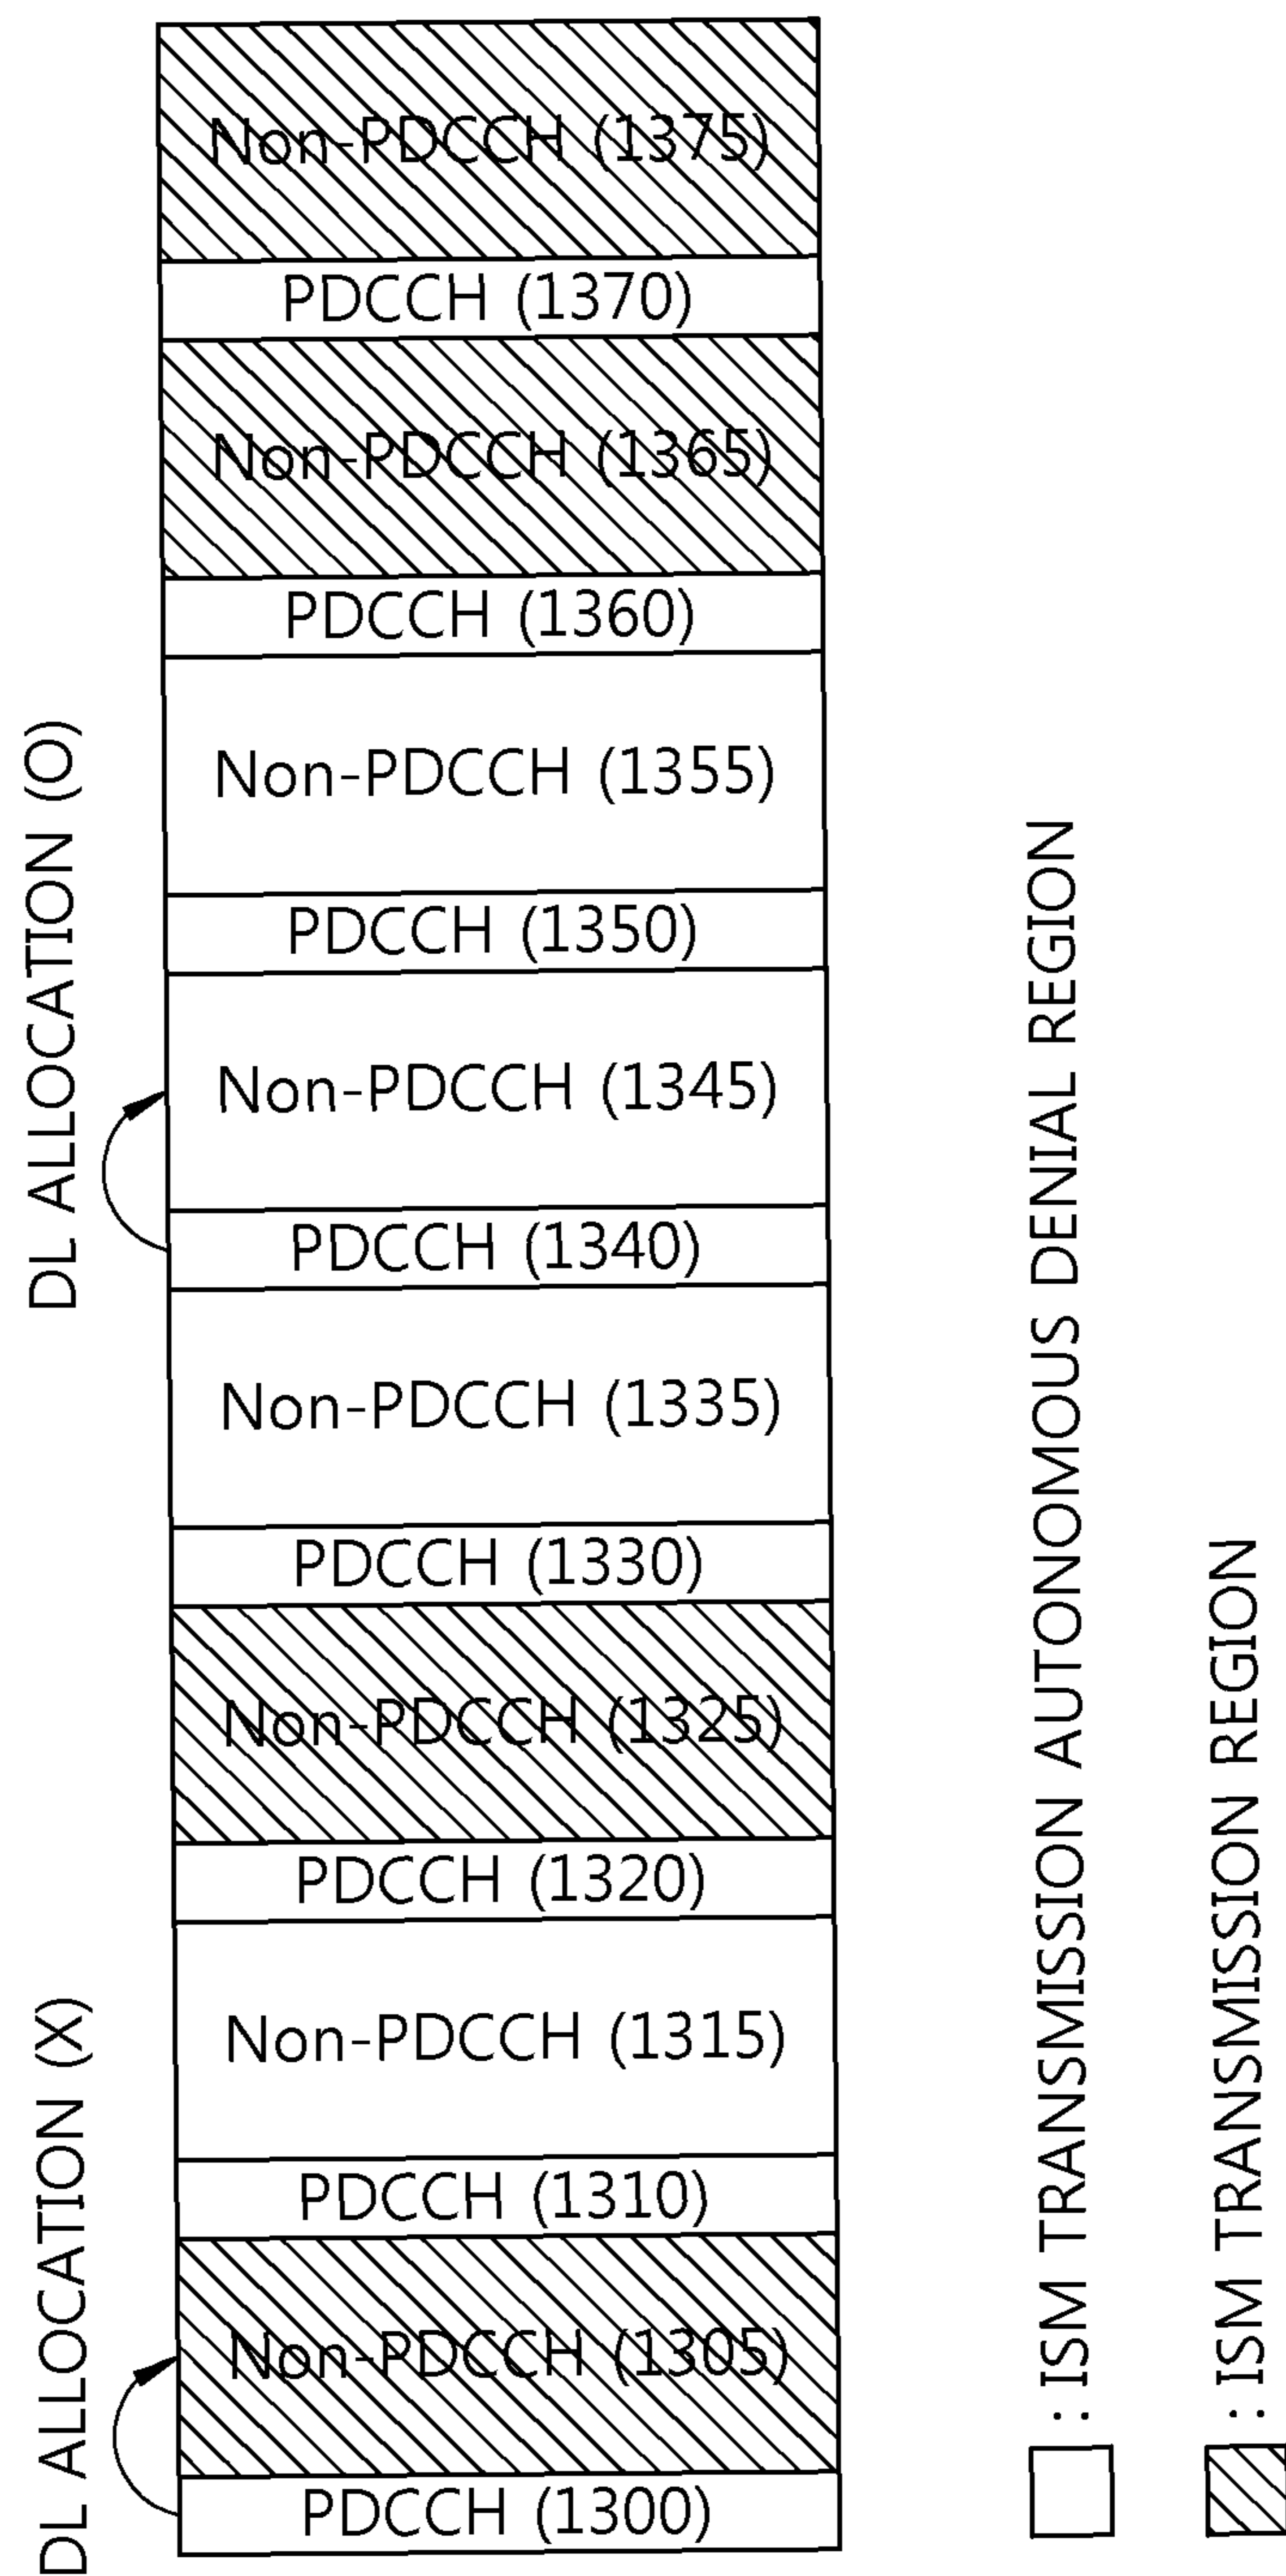 Non-PDCCH (1375)
PDCCH (1370)
Non-PDCCH (1365)
PDCCH (1360)
Non-PDCCH (1355)
PDCCH (1350)
Non-PDCCH (1345)
PDCCH (1340)
Non-PDCCH (1335)
PDCCH (1330)
Non-PDCCH (1325)
PDCCH (1320)
Non-PDCCH (1315)
PDCCH (1310)
Non-PDCCH (1305)
PDCCH (1300)
DL ALLOCATION (O)
DL ALLOCATION (X)
: ISM TRANSMISSION AUTONOMOUS DENIAL REGION
: ISM TRANSMISSION REGION